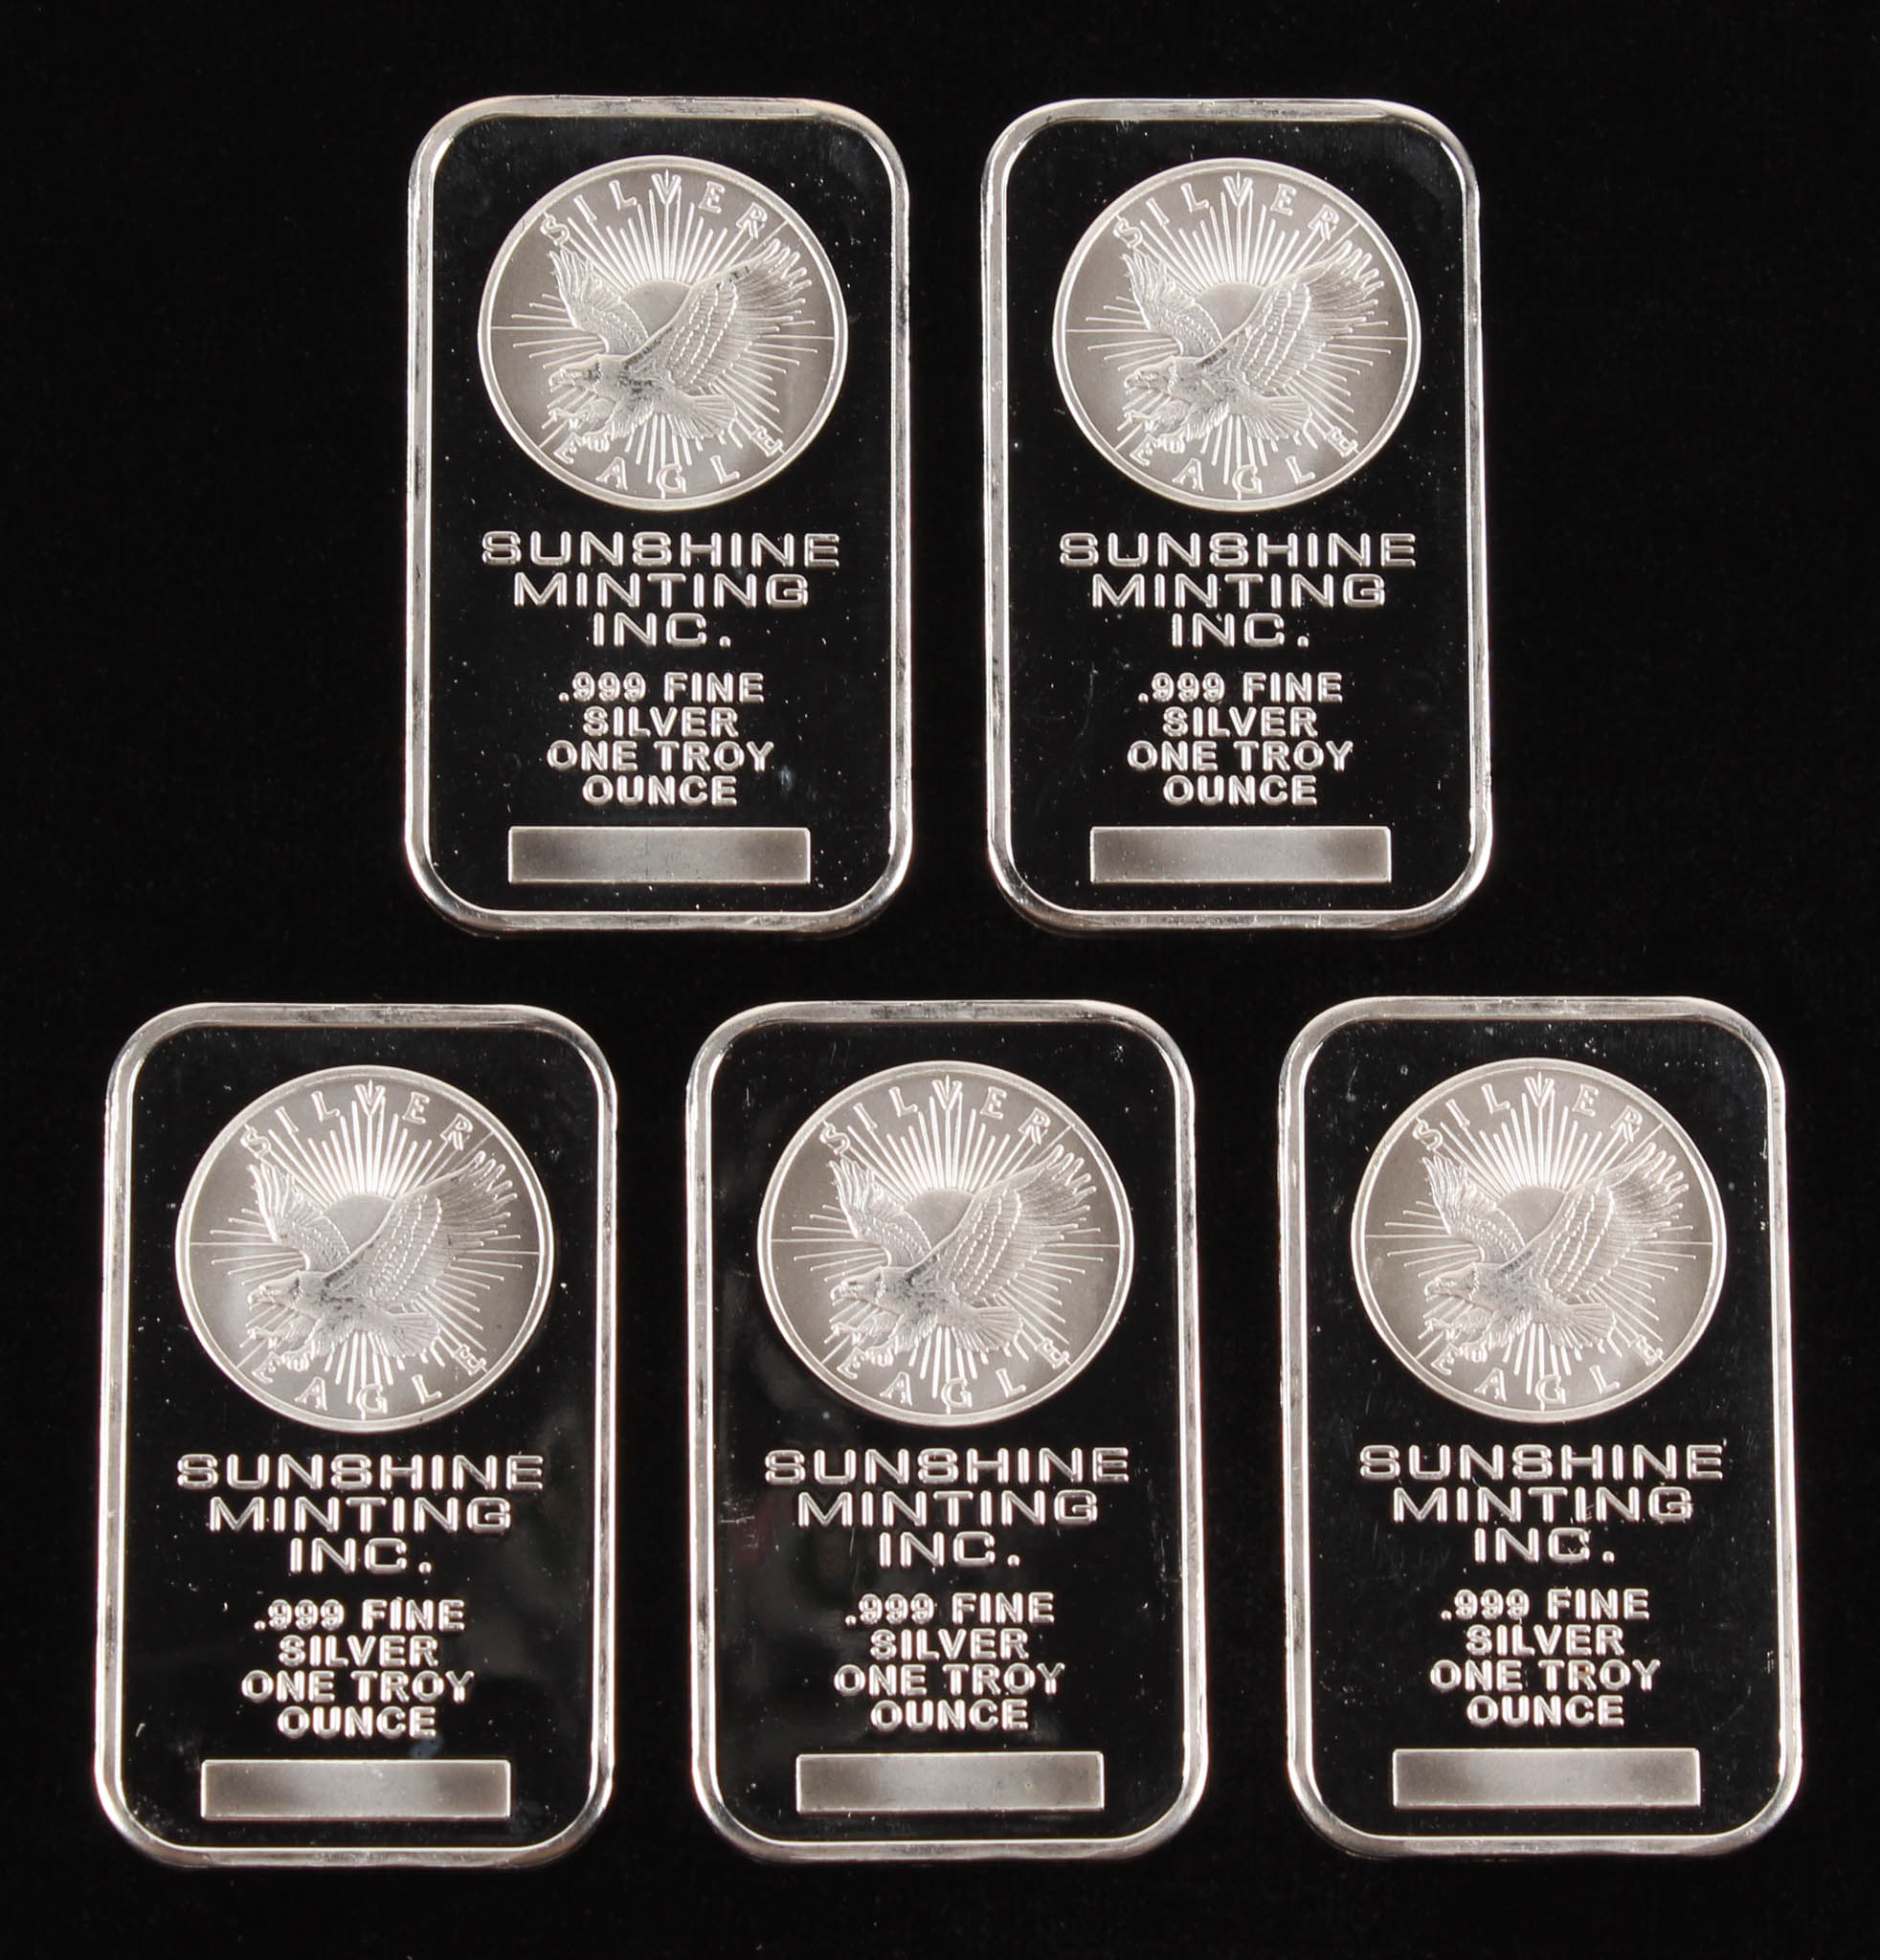 SILVER
EAGLE
SUNSHINE
MINTING
INC.
.999 FINE
SILVER
ONE TROY
OUNCE
SILVER
EAGLE
SUNSHINE
MINTING
INC.
.999 FINE
SILVER
ONE TROY
OUNCE
SILVER
EAGLE
SUNSHINE
MINTING
INC.
.999 FINE
SILVER
ONE TROY
OUNCE
SILVER
EAGLE
SUNSHINE
MINTING
INC.
.999 FINE
SILVER
ONE TROY
OUNCE
SILVER
EAGLE
SUNSHINE
MINTING
INC.
.999 FINE
SILVER
ONE TROY
OUNCE